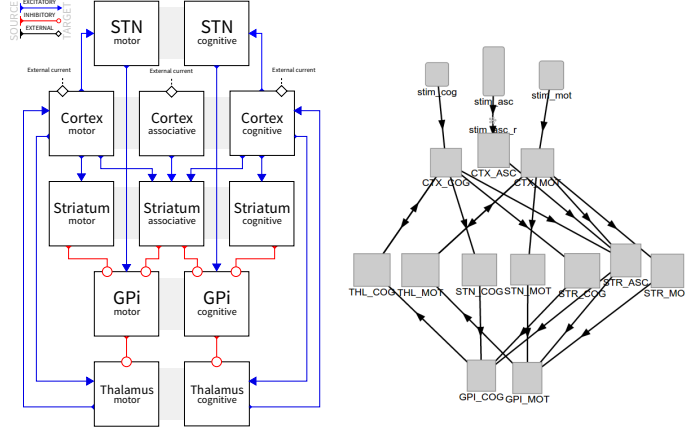 SOURCE
EXCITATORY
INHIBITORY
EXTERNAL
TARGET
STN
motor
STN
cognitive
External current
External current
External current
Cortex
motor
Cortex
associative
Cortex
cognitive
Striatum
motor
Striatum
associative
Striatum
cognitive
GPi
motor
GPi
cognitive
Thalamus
motor
Thalamus
cognitive
stim_cog
stim_asc
stim_mot
stim_asc_r
CTX_COG
CTX_ASC
CTX_MOT
THL_COG
THL_MOT
STN_COG
STN_MOT
STR_COG
STR_ASC
STR_MO
GPI_COG
GPI_MOT